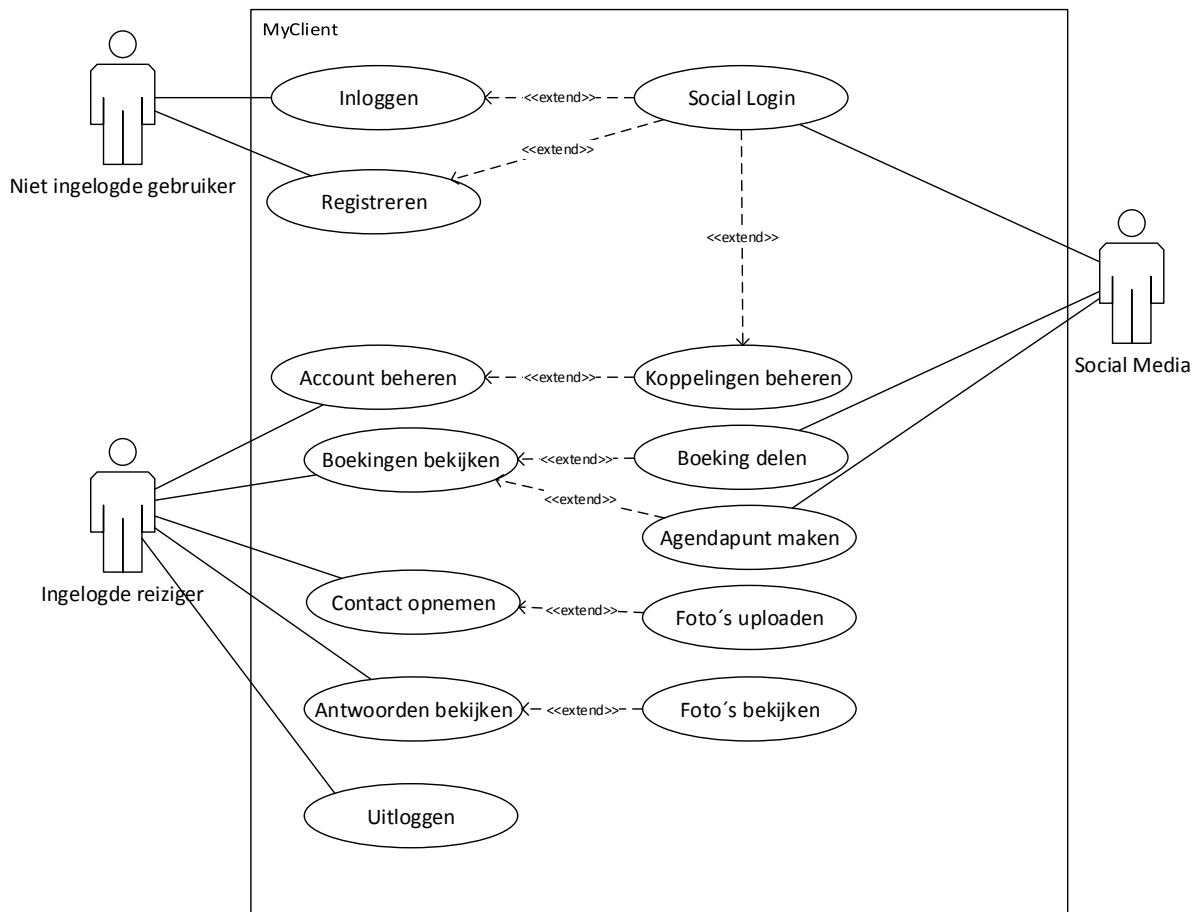 MyClient
Inloggen
<<extend>>
Social Login
<<extend>>
Niet ingelogde gebruiker
Registreren
<<extend>>
Social Media
Account beheren
<<extend>>
Koppelingen beheren
Boekingen bekijken
<<extend>>
Boeking delen
<<extend>>
Agendapunt maken
Ingelogde reiziger
Contact opnemen
<<extend>>
Foto´s uploaden
Antwoorden bekijken
<<extend>>
Foto´s bekijken
Uitloggen